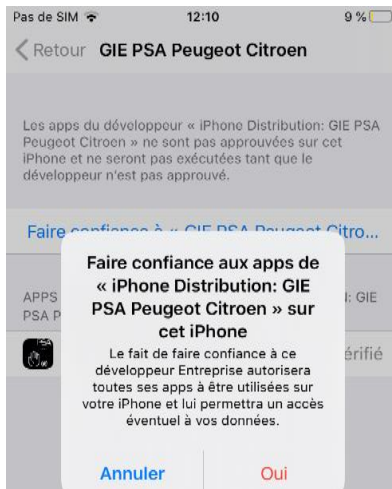 Pas de SIM 12:10 9 %
Retour GIE PSA Peugeot Citroen
Les apps du développeur « iPhone Distribution: GIE PSA
Peugeot Citroen » ne sont pas approuvées sur cet
iPhone et ne seront pas exécutées tant que le
développeur n'est pas approuvé.
Faire confiance à « GIE PSA Peugeot Citro...
Faire confiance aux apps de
« iPhone Distribution: GIE
PSA Peugeot Citroen » sur
cet iPhone
APPS N: GIE
PSA P
Le fait de faire confiance à ce
développeur Entreprise autorisera
toutes ses apps à être utilisées sur
votre iPhone et lui permettra un accès
éventuel à vos données.
érifié
Annuler Oui